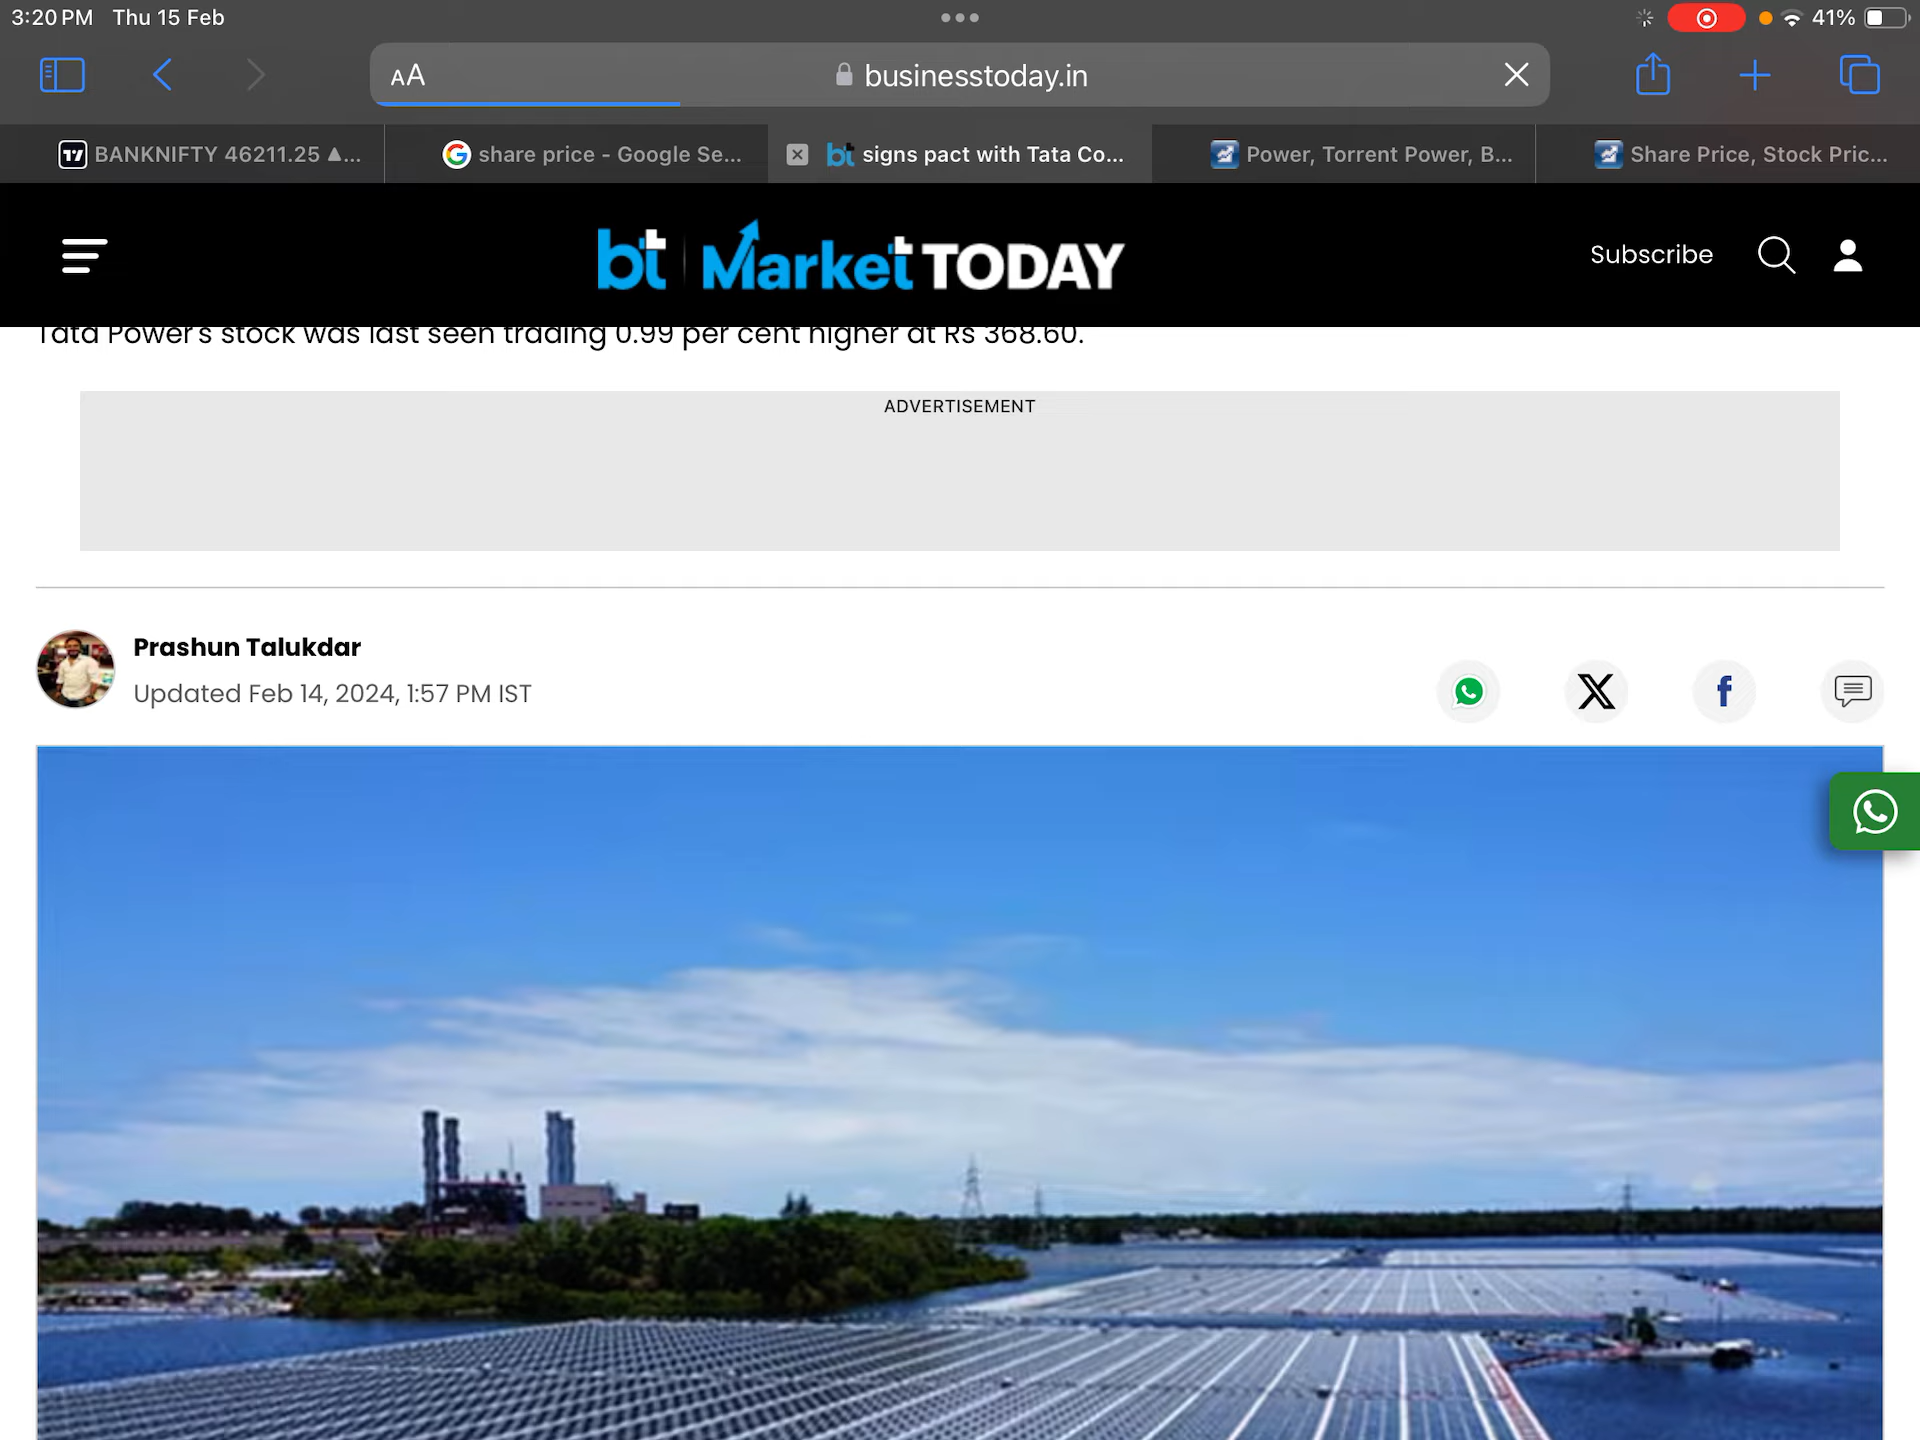 3:20 PM Thu 15 Feb
41%
AA
businesstoday.in
BANKNIFTY 46211.25 ▲...
share price - Google Se...
bt signs pact with Tata Co...
Power, Torrent Power, B...
Share Price, Stock Pric...
bt Market TODAY
Subscribe
Tata Power's stock was last seen trading 0.99 per cent higher at Rs 368.60.
ADVERTISEMENT
Prashun Talukdar
Updated Feb 14, 2024, 1:57 PM IST